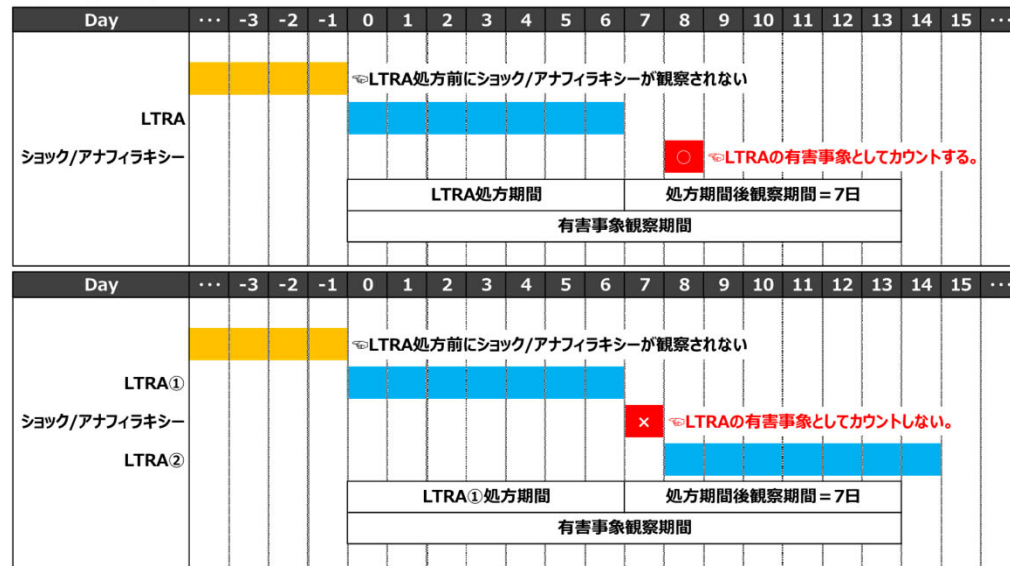 Day ··· -3 -2 -1 0 1 2 3 4 5 6 7 8 9 10 11 12 13 14 15 ···
☜LTRA処方前にショック/アナフィラキシーが観察されない
LTRA
ショック/アナフィラキシー ○ ☜LTRAの有害事象としてカウントする。
LTRA処方期間 処方期間後観察期間＝7日
有害事象観察期間
Day ··· -3 -2 -1 0 1 2 3 4 5 6 7 8 9 10 11 12 13 14 15 ···
☜LTRA処方前にショック/アナフィラキシーが観察されない
LTRA①
ショック/アナフィラキシー × ☜LTRAの有害事象としてカウントしない。
LTRA②
LTRA①処方期間 処方期間後観察期間＝7日
有害事象観察期間